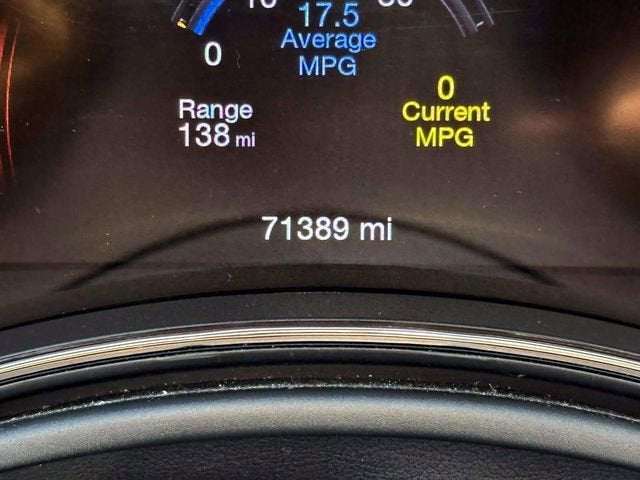 17.5
Average
MPG
0
0
Range
Current
138 mi
MPG
71389 mi